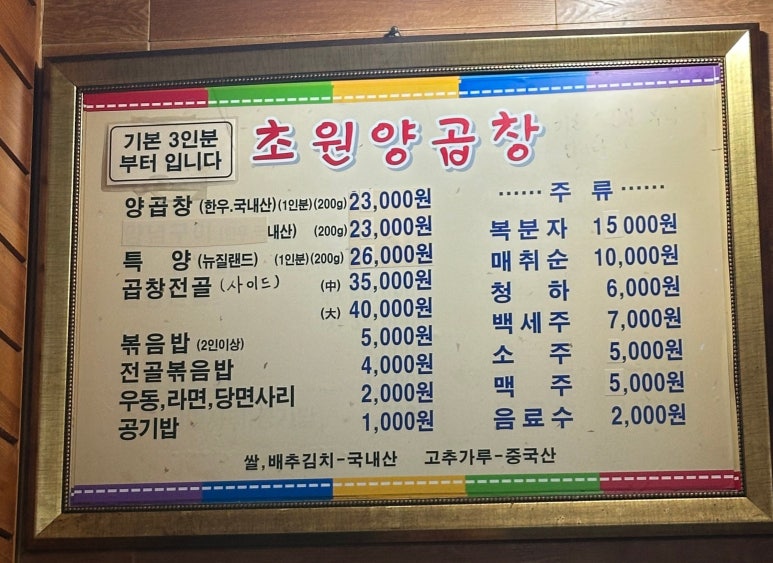 기본 3인분
부터 입니다
초원양곱창
양곱창 (한우.국내산)(1인분)(200g) 23,000원
내산) (200g) 23,000원
특 양 (뉴질랜드) (1인분)(200g) 26,000원
곱창전골 (사이드) (中) 35,000원
(大) 40,000원
볶음밥 (2인이상) 5,000원
전골볶음밥 4,000원
우동,라면,당면사리 2,000원
공기밥 1,000원
...... 주 류 ......
복분자 15000원
매취순 10,000원
청 하 6,000원
백세주 7,000원
소 주 5,000원
맥 주 5,000원
음료수 2,000원
쌀,배추김치-국내산 고추가루-중국산